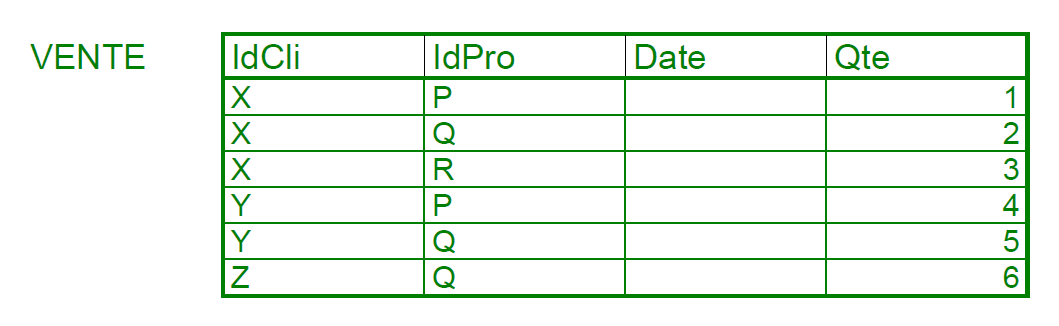 VENTE IdCli IdPro Date Qte
X P 1
X Q 2
X R 3
Y P 4
Y Q 5
Z Q 6